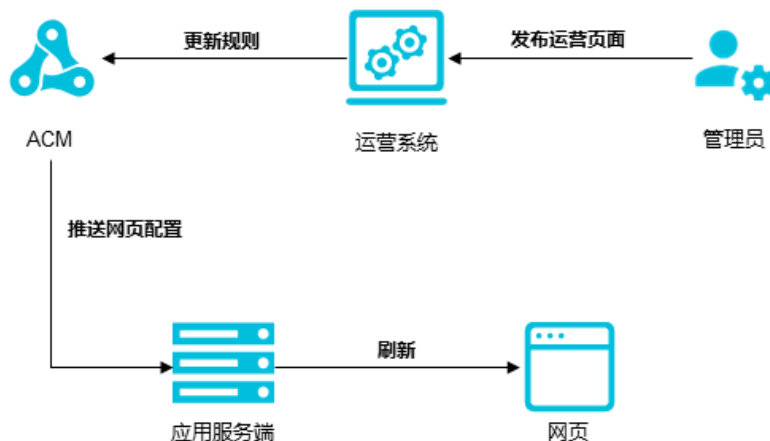 更新规则
发布运营页面
ACM
运营系统
管理员
推送网页配置
刷新
应用服务端
网页